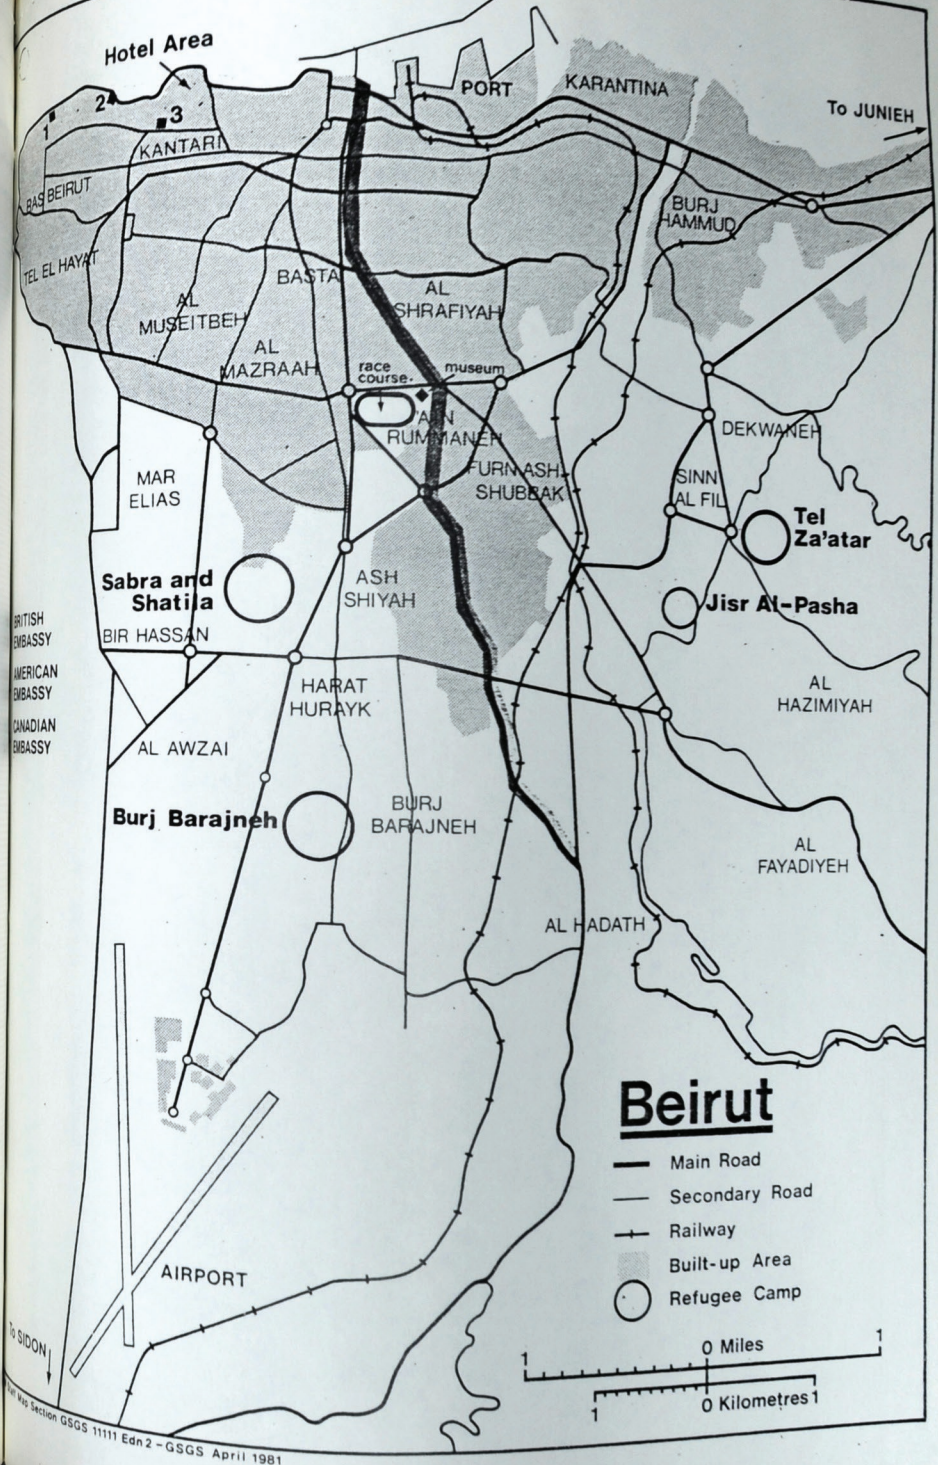 Hotel Area
PORT
KARANTINA
To JUNIEH
1
2
3
KANTARI
RAS BEIRUT
BURJ
HAMMUD
TEL EL HAYAT
BASTA
AL
MUSEITBEH
AL
SHRAFIYAH
AL
MAZRAAH
race
course.
museum
'AIN
RUMMANEH
DEKWANEH
MAR
ELIAS
FURN ASH
SHUBBAK
SINN
AL FIL
Tel
Za'atar
Sabra and
Shatila
ASH
SHIYAH
Jisr Al-Pasha
BRITISH
EMBASSY
BIR HASSAN
AMERICAN
EMBASSY
HARAT
HURAYK
AL
HAZIMIYAH
CANADIAN
EMBASSY
AL AWZAI
Burj Barajneh
BURJ
BARAJNEH
AL
FAYADIYEH
AL HADATH
Beirut
Main Road
Secondary Road
Railway
Built-up Area
Refugee Camp
AIRPORT
To SIDON
1 0 Miles 1
1 0 Kilometres 1
Map Section GSGS 11111 Edn 2 - GSGS April 1981